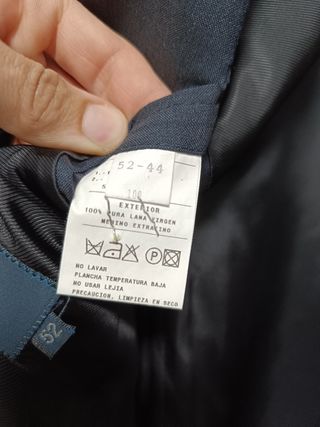 52-44
100
EXTERIOR
100% PURA LANA VIRGEN
MERINO EXTRAFINO
P
NO LAVAR
PLANCHA TEMPERATURA BAJA
NO USAR LEJIA
PRECAUCION, LIMPIEZA EN SECO
52